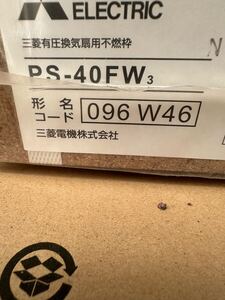 ELECTRIC
三菱有圧換気扇用不燃枠
N
PS-40FW3
形名
コード 096 W46
三菱電機株式会社